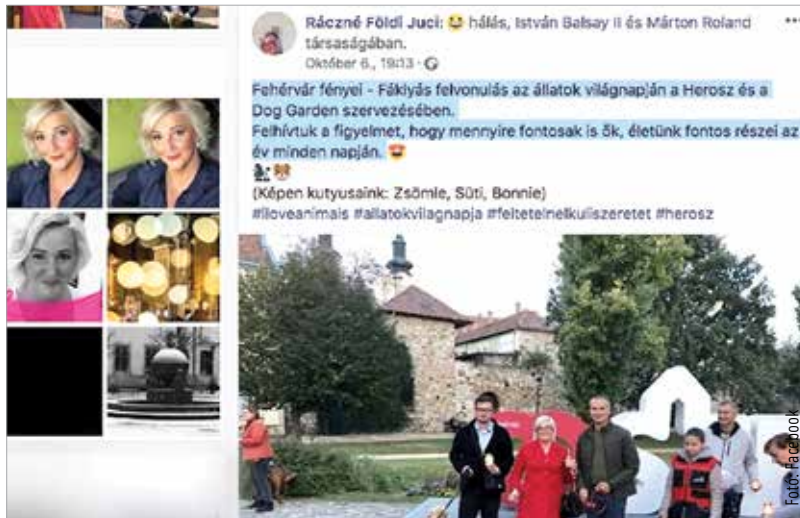 Ráczné Földi Juci: 😀 hálás, István Balsay II és Márton Roland
társaságában.
Október 6., 19:13 ·
Fehérvár fényei - Fáklyás felvonulás az állatok világnapján a Herosz és a
Dog Garden szervezésében.
Felhívtuk a figyelmet, hogy mennyire fontosak is ők, életünk fontos részei az
év minden napján. 😍
🐩🐶
(Képen kutyusaink: Zsömle, Süti, Bonnie)
#iloveanimals #allatokvilagnapja #feltetelnelkuliszeretet #herosz
Fotó: Facebook